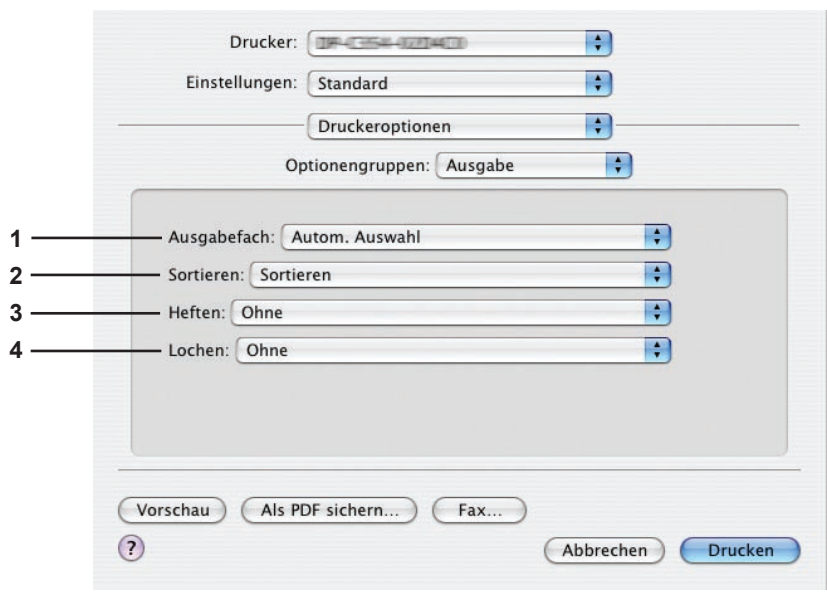 Drucker:
Einstellungen: Standard
Druckeroptionen
Optionengruppen: Ausgabe
1 Ausgabefach: Autom. Auswahl
2 Sortieren: Sortieren
3 Heften: Ohne
4 Lochen: Ohne
Vorschau Als PDF sichern... Fax...
? Abbrechen Drucken